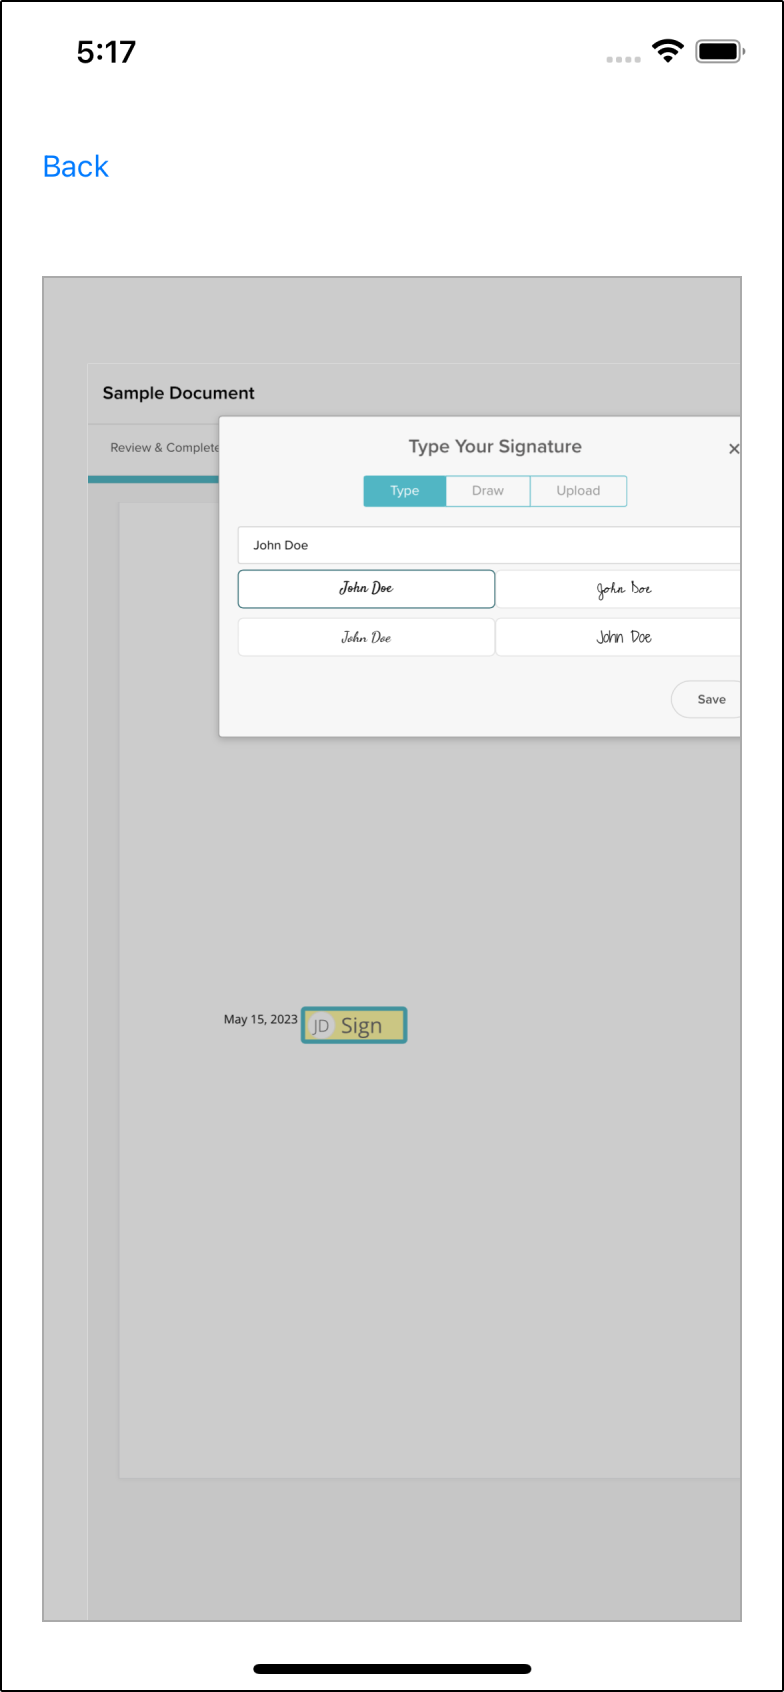 5:17
Back
Sample Document
Review & Complete
Type Your Signature
×
Type Draw Upload
John Doe
John Doe John Doe
John Doe John Doe
Save
May 15, 2023 JD Sign